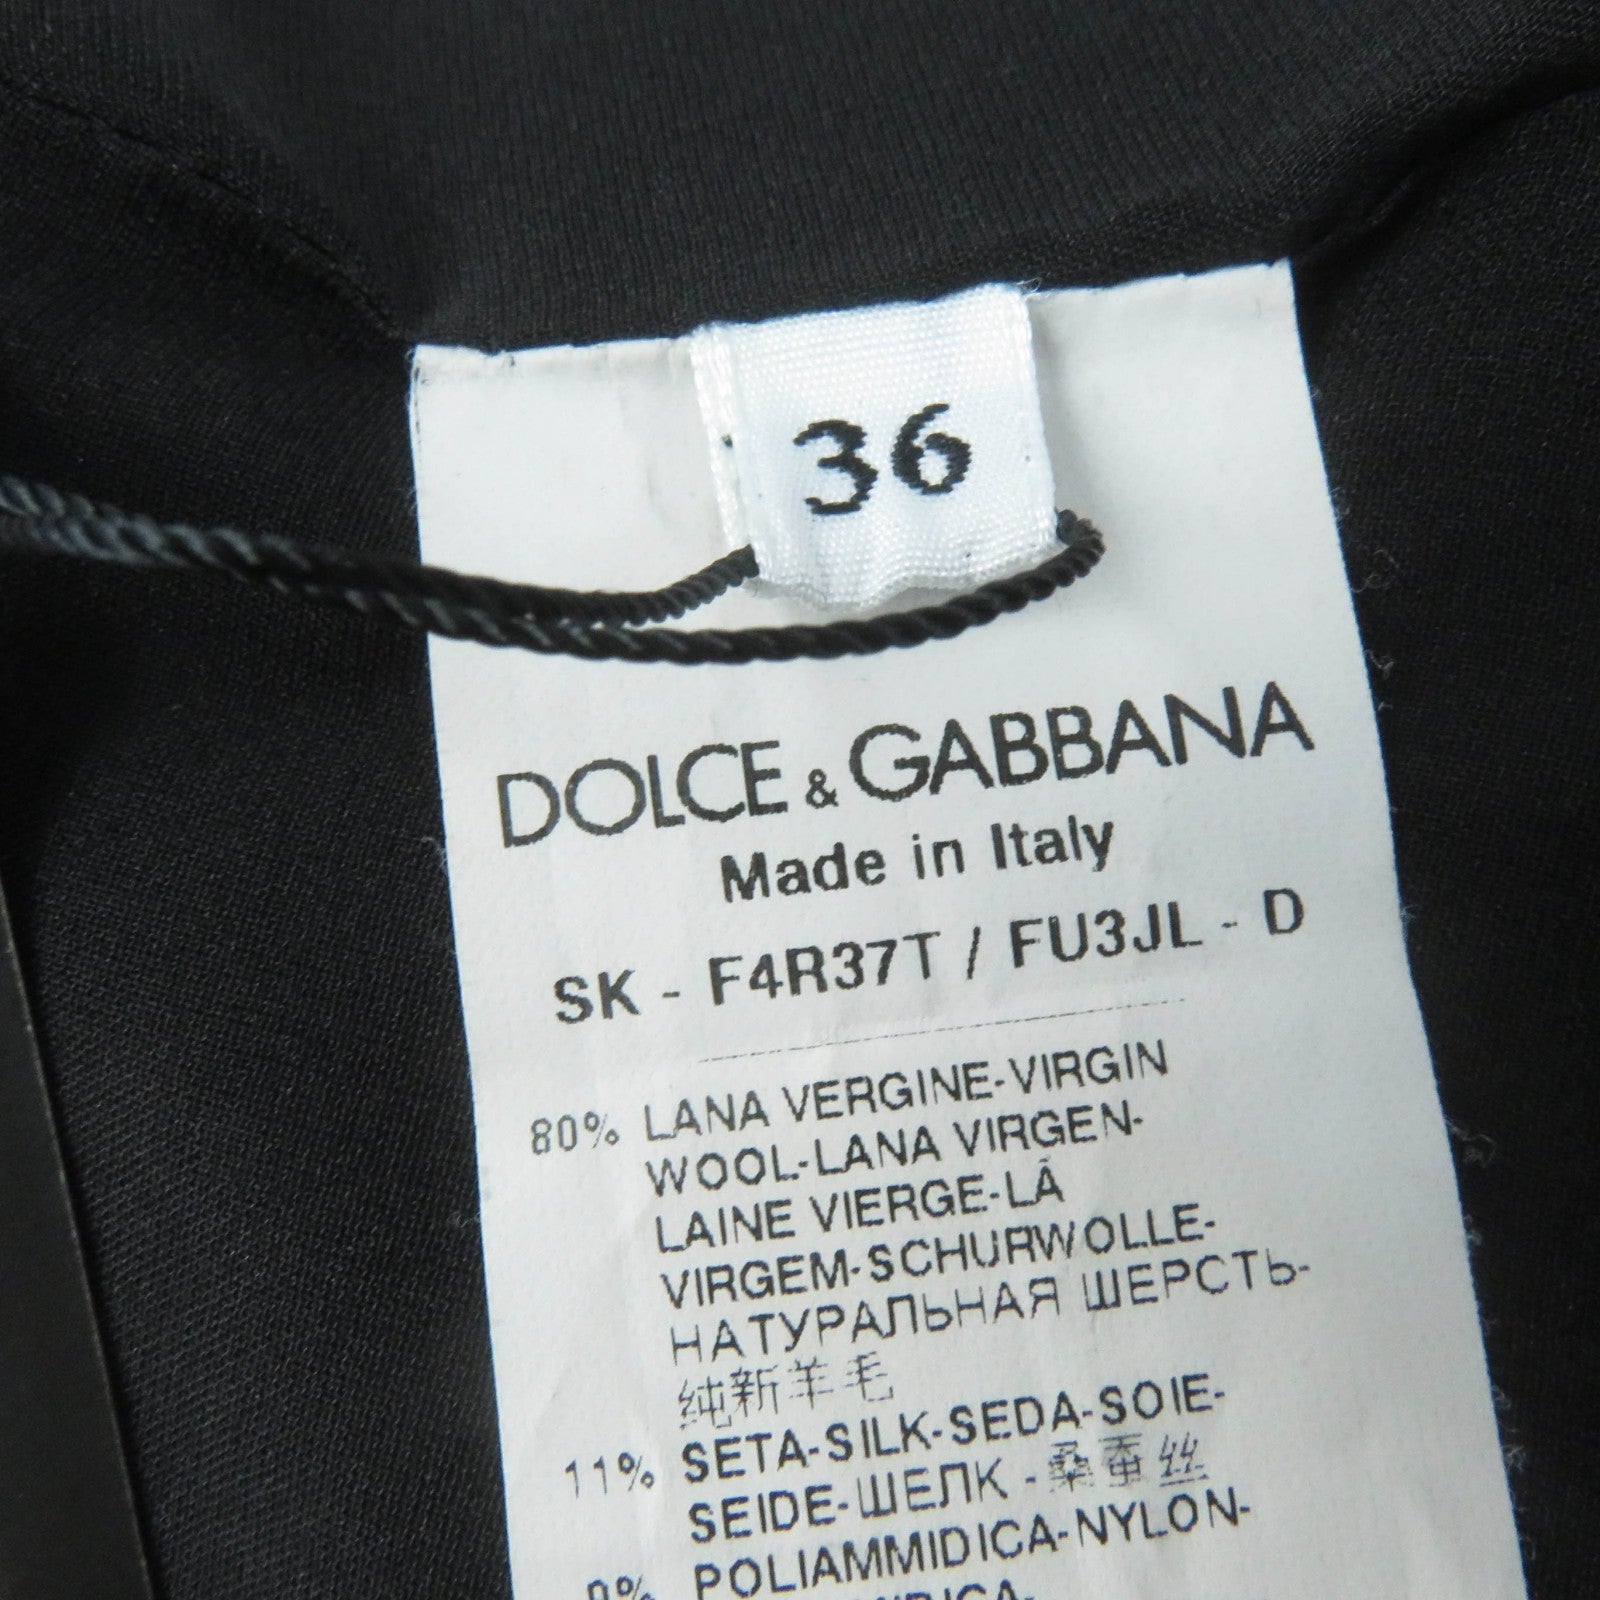 36
DOLCE & GABBANA
Made in Italy
SK - F4R37T / FU3JL - D
80% LANA VERGINE-VIRGIN
WOOL-LANA VIRGEN-
LAINE VIERGE-LÃ
VIRGEM-SCHURWOLLE-
НАТУРАЛЬНАЯ ШЕРСТЬ-
纯新羊毛
11% SETA-SILK-SEDA-SOIE-
SEIDE-ШЕЛК-桑蚕丝
POLIAMMIDICA-NYLON-